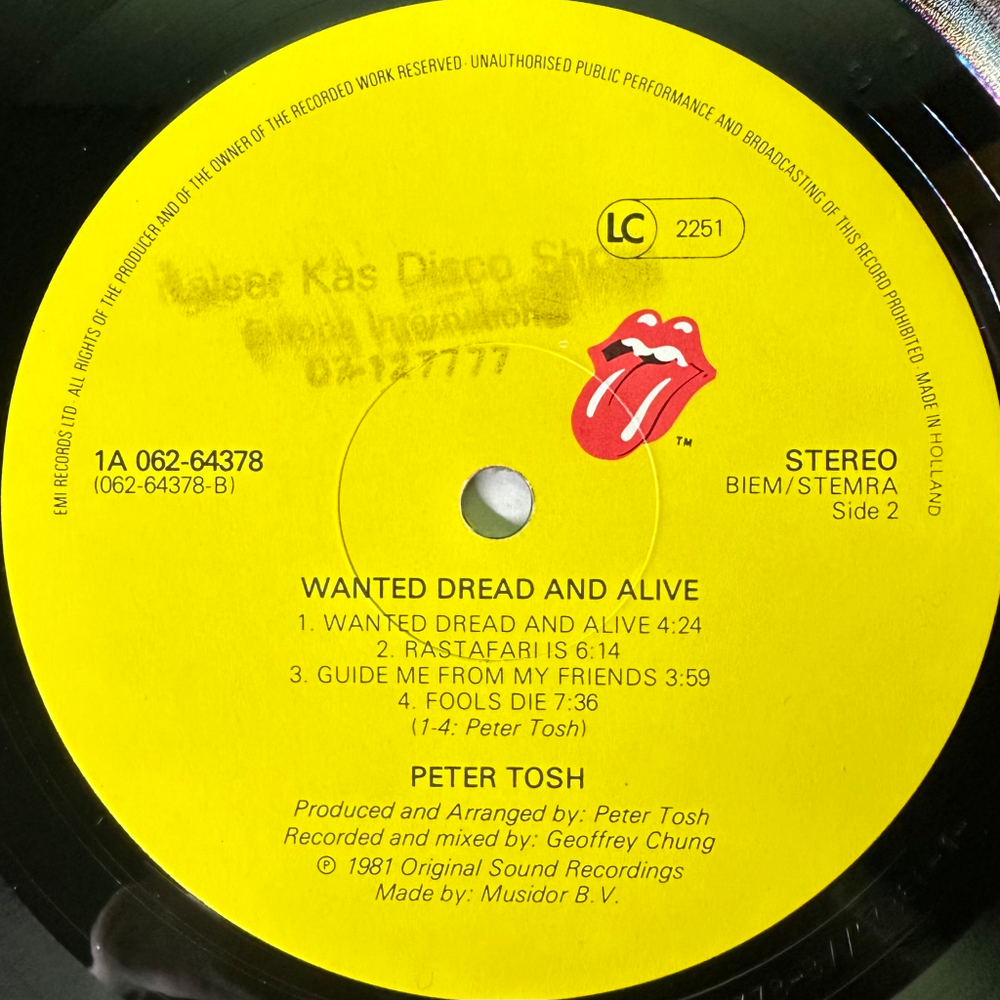 EMI RECORDS LTD · ALL RIGHTS OF THE PRODUCER AND OF THE OWNER OF THE RECORDED WORK RESERVED · UNAUTHORISED PUBLIC PERFORMANCE AND BROADCASTING OF THIS RECORD PROHIBITED · MADE IN HOLLAND
LC 2251
Kaiser Kas Disco
TM
1A 062-64378
(062-64378-B)
STEREO
BIEM/STEMRA
Side 2
WANTED DREAD AND ALIVE
1. WANTED DREAD AND ALIVE 4:24
2. RASTAFARI IS 6:14
3. GUIDE ME FROM MY FRIENDS 3:59
4. FOOLS DIE 7:36
(1-4: Peter Tosh)
PETER TOSH
Produced and Arranged by: Peter Tosh
Recorded and mixed by: Geoffrey Chung
℗ 1981 Original Sound Recordings
Made by: Musidor B.V.